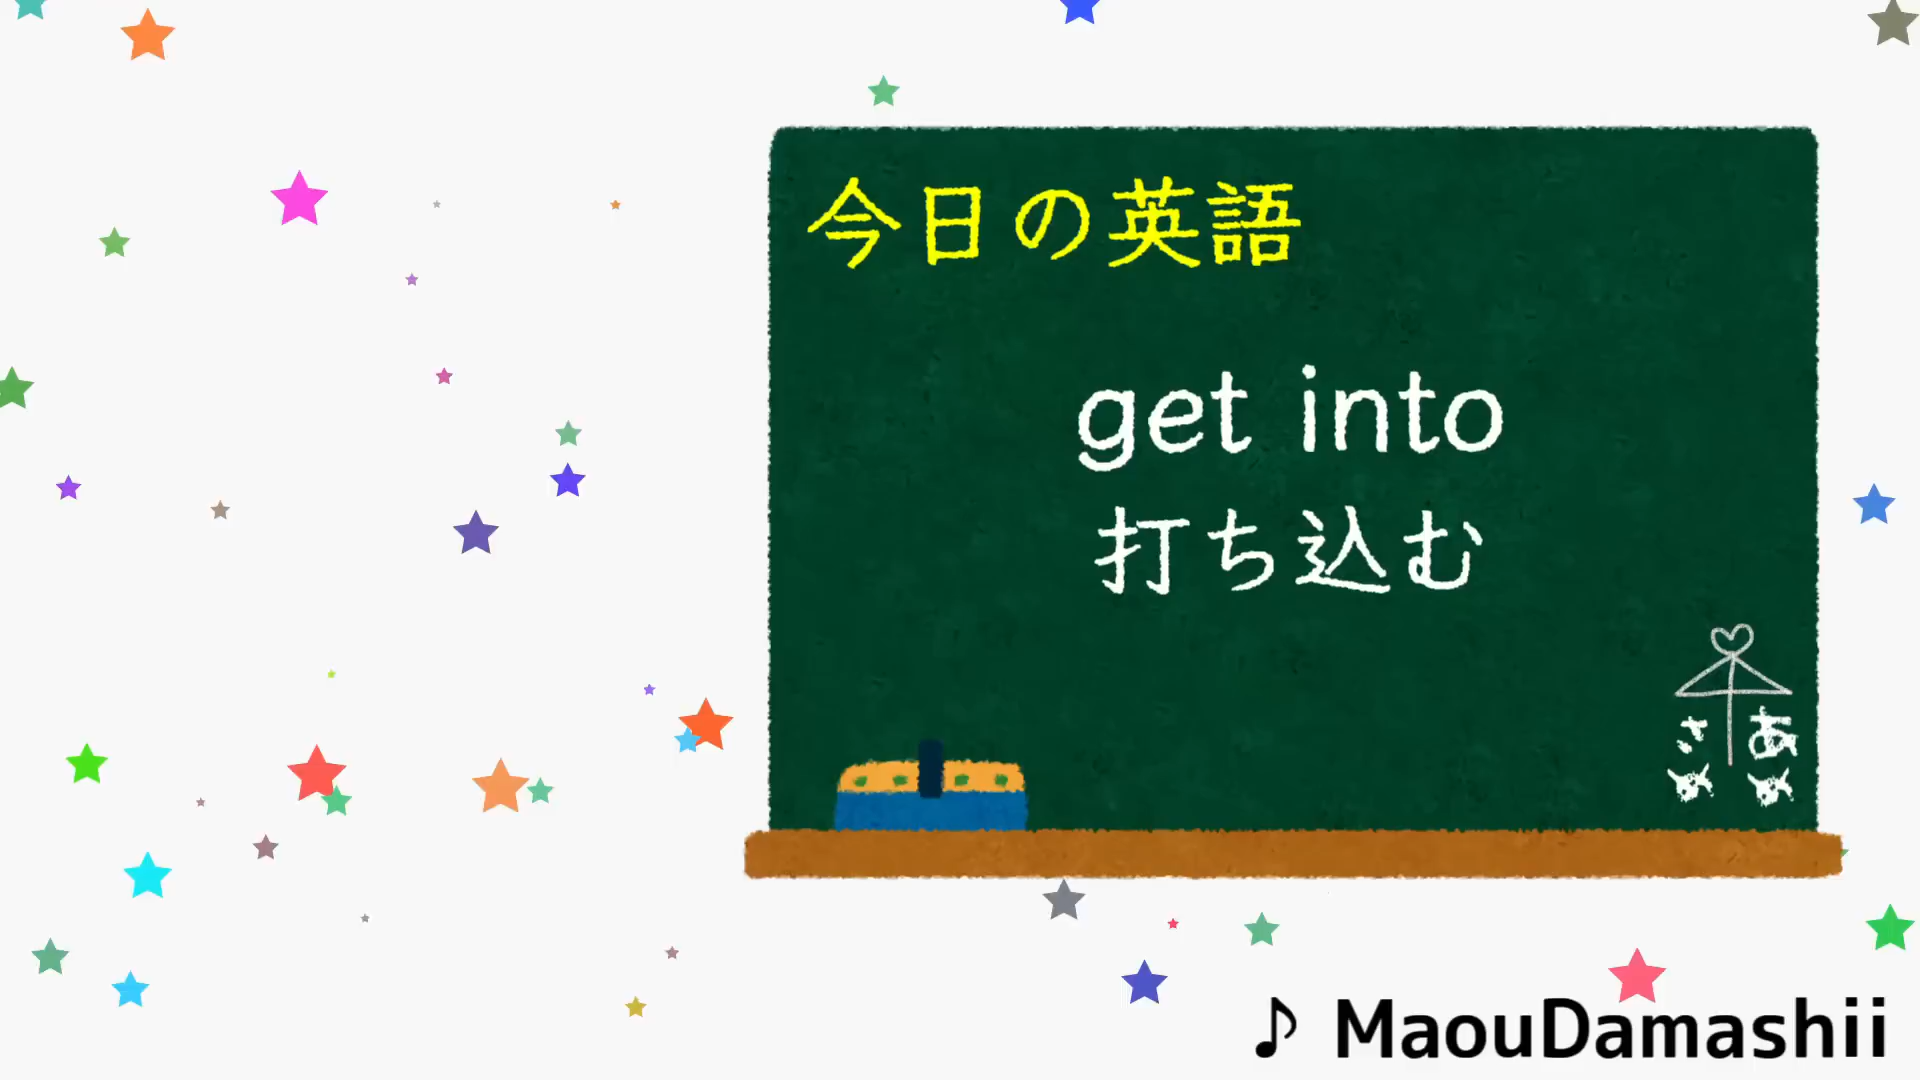 今日の英語
get into
打ち込む
さ あ
♪ MaouDamashii